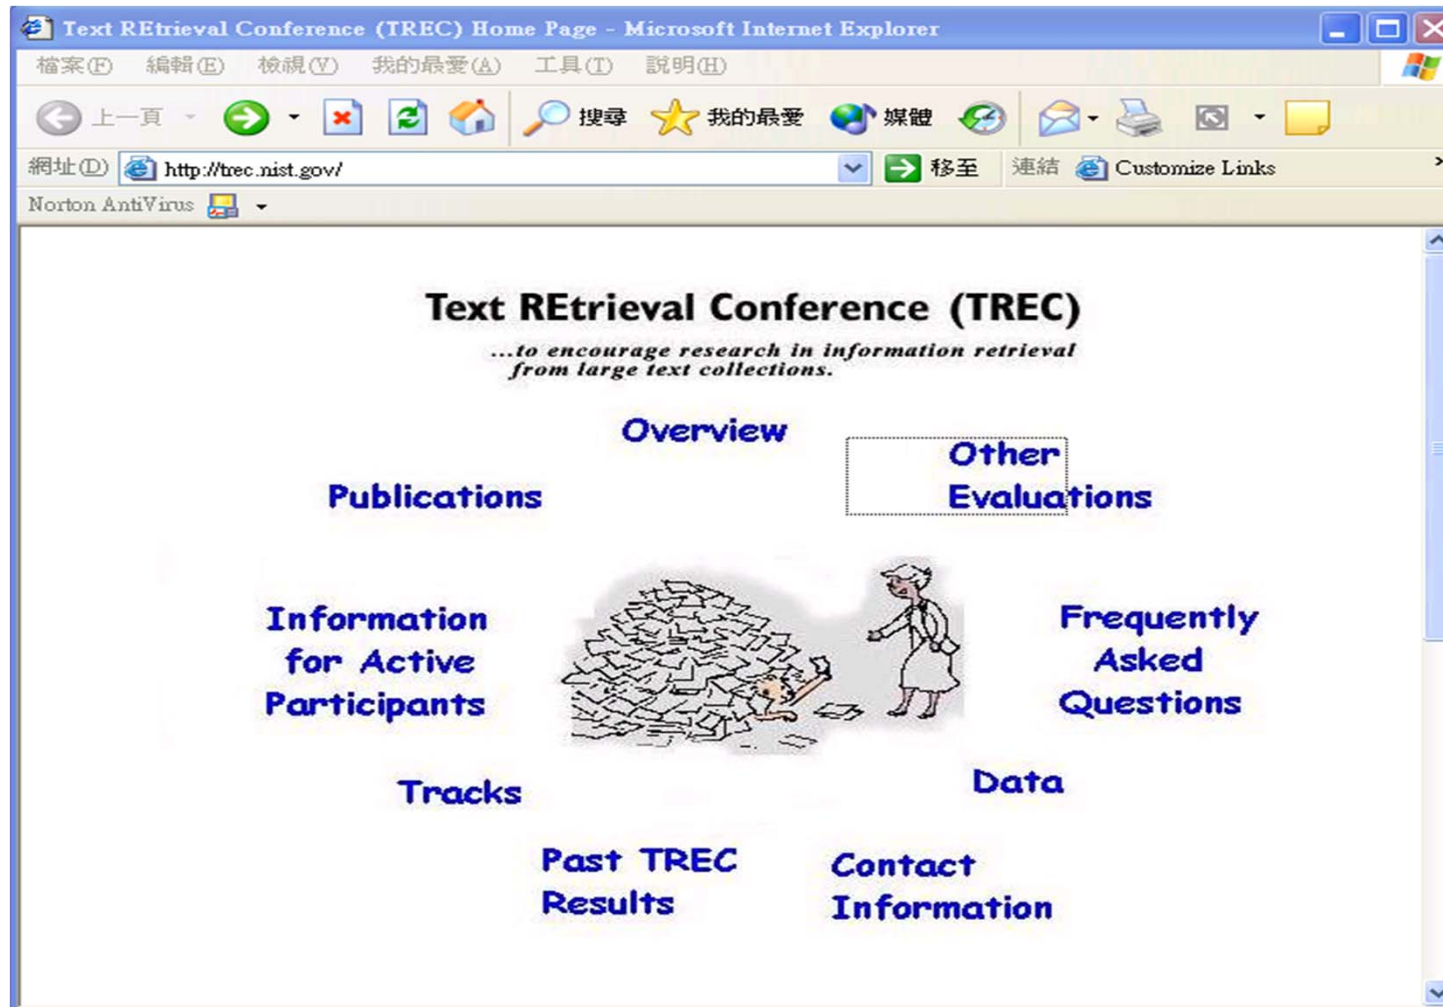 Text REtrieval Conference (TREC) Home Page - Microsoft Internet Explorer
檔案(F) 編輯(E) 檢視(V) 我的最愛(A) 工具(T) 說明(H)
上一頁 搜尋 我的最愛 媒體
網址(D) http://trec.nist.gov/ 移至 連結 Customize Links »
Norton AntiVirus
Text REtrieval Conference (TREC)
...to encourage research in information retrieval
from large text collections.
Overview
Other
Evaluations
Publications
Information
for Active
Participants
Frequently
Asked
Questions
Tracks
Data
Past TREC
Results
Contact
Information